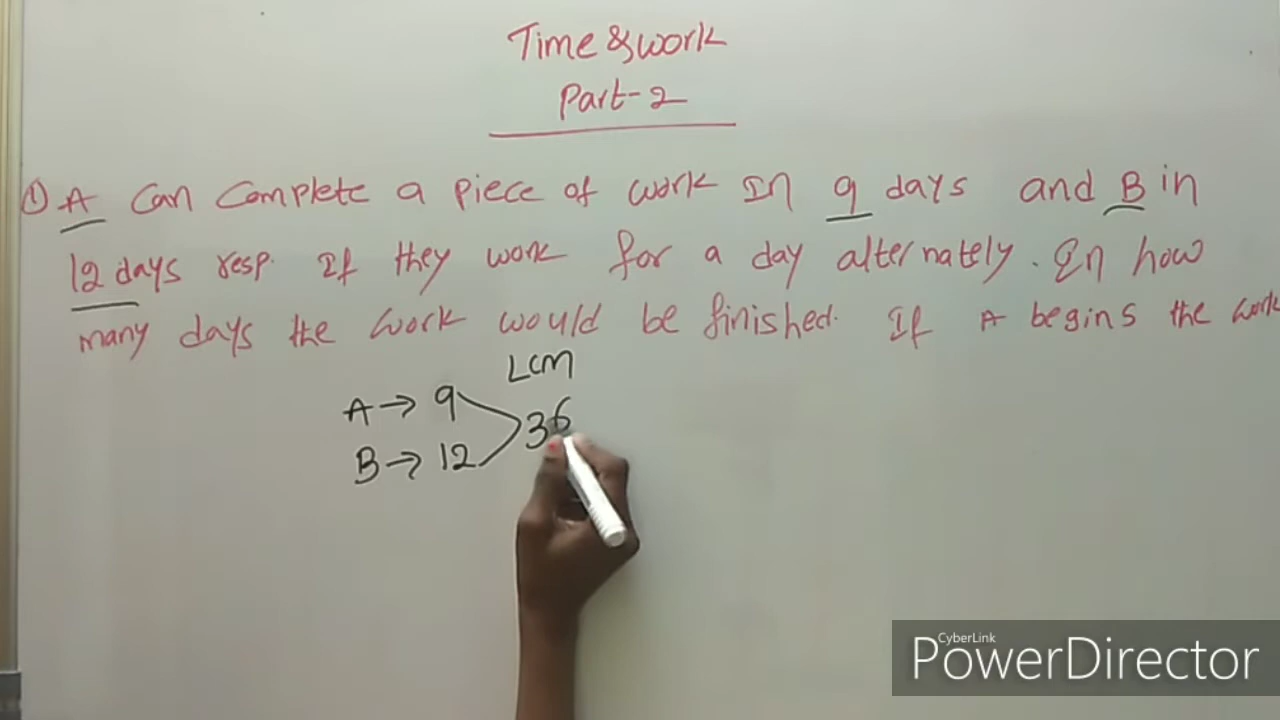 Time & work
Part-2
① A Can Complete a piece of work In 9 days and B in
12 days resp. If they work for a day alternately. In how
many days the work would be finished. If A begins the work
LCM
A → 9
36
B → 12
CyberLink
PowerDirector